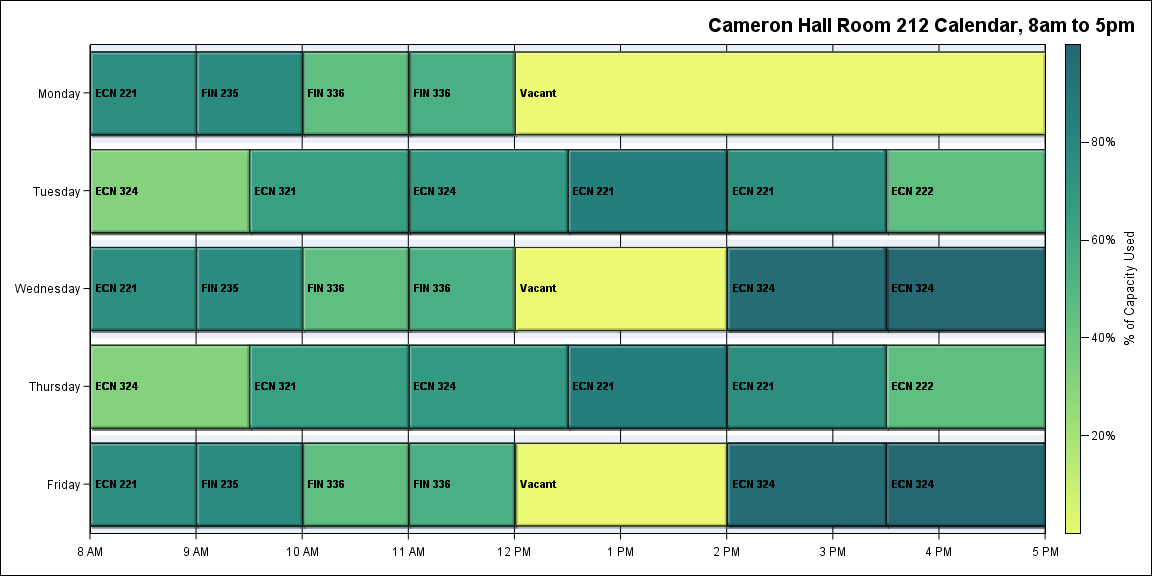 Cameron Hall Room 212 Calendar, 8am to 5pm
Monday
ECN 221
FIN 235
FIN 336
FIN 336
Vacant
Tuesday
ECN 324
ECN 321
ECN 324
ECN 221
ECN 221
ECN 222
Wednesday
ECN 221
FIN 235
FIN 336
FIN 336
Vacant
ECN 324
ECN 324
Thursday
ECN 324
ECN 321
ECN 324
ECN 221
ECN 221
ECN 222
Friday
ECN 221
FIN 235
FIN 336
FIN 336
Vacant
ECN 324
ECN 324
8 AM
9 AM
10 AM
11 AM
12 PM
1 PM
2 PM
3 PM
4 PM
5 PM
80%
60%
40%
20%
% of Capacity Used